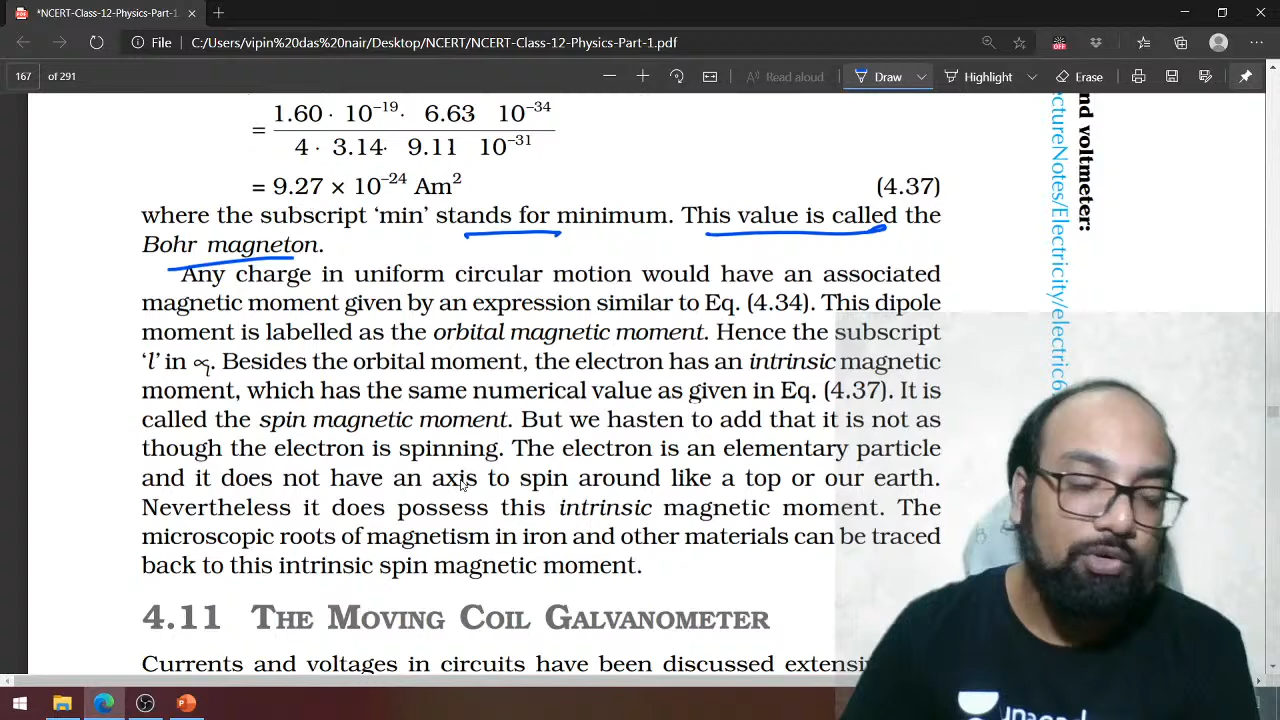 *NCERT-Class-12-Physics-Part-1.
File C:/Users/vipin%20das%20nair/Desktop/NCERT/NCERT-Class-12-Physics-Part-1.pdf
167 of 291 Read aloud Draw Highlight Erase
= 1.60 · 10–19 · 6.63 10–34
4 · 3.14 · 9.11 10–31
= 9.27 × 10–24 Am2 (4.37)
where the subscript ‘min’ stands for minimum. This value is called the
Bohr magneton.
Any charge in uniform circular motion would have an associated
magnetic moment given by an expression similar to Eq. (4.34). This dipole
moment is labelled as the orbital magnetic moment. Hence the subscript
‘l’ in . Besides the orbital moment, the electron has an intrinsic magnetic
moment, which has the same numerical value as given in Eq. (4.37). It is
called the spin magnetic moment. But we hasten to add that it is not as
though the electron is spinning. The electron is an elementary particle
and it does not have an axis to spin around like a top or our earth.
Nevertheless it does possess this intrinsic magnetic moment. The
microscopic roots of magnetism in iron and other materials can be traced
back to this intrinsic spin magnetic moment.
4.11 THE MOVING COIL GALVANOMETER
Currents and voltages in circuits have been discussed
nd voltmeter:
ctureNotes/Electricity/electric6